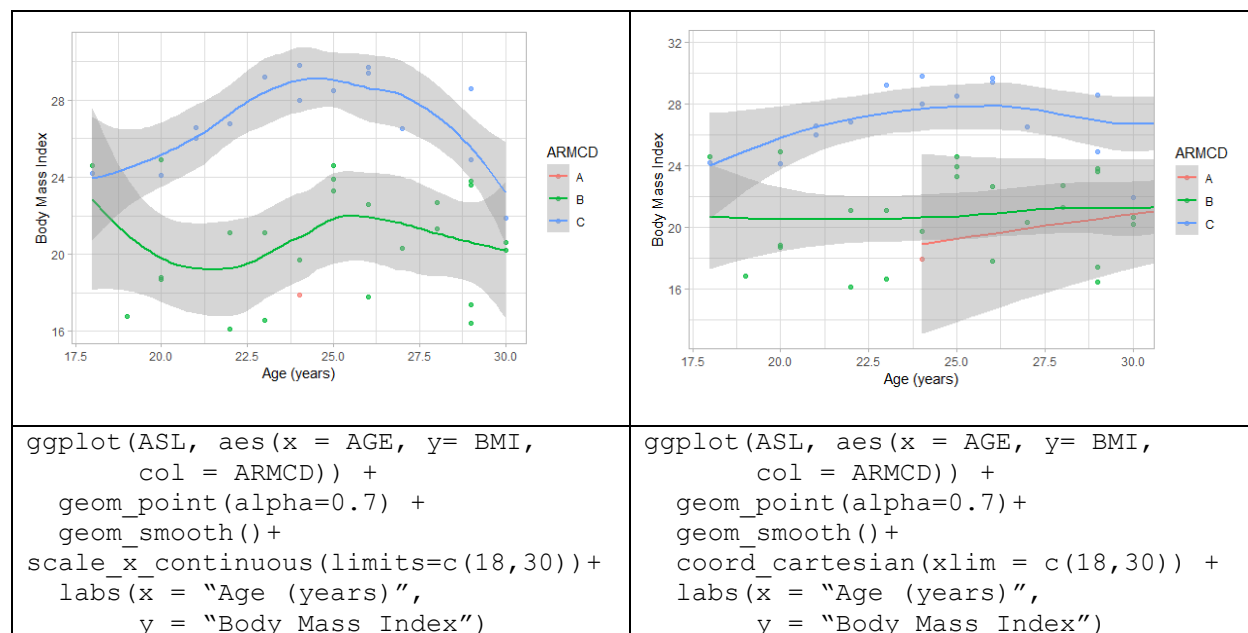 28
24
20
16
Body Mass Index
17.5 20.0 22.5 25.0 27.5 30.0
Age (years)
ARMCD
A
B
C
32
28
24
20
16
Body Mass Index
17.5 20.0 22.5 25.0 27.5 30.0
Age (years)
ARMCD
A
B
C
ggplot(ASL, aes(x = AGE, y= BMI,
col = ARMCD)) +
geom_point(alpha=0.7) +
geom_smooth()+
scale_x_continuous(limits=c(18,30))+
labs(x = “Age (years)”,
y = “Body Mass Index”)
ggplot(ASL, aes(x = AGE, y= BMI,
col = ARMCD)) +
geom_point(alpha=0.7)+
geom_smooth()+
coord_cartesian(xlim = c(18,30)) +
labs(x = “Age (years)”,
y = “Body Mass Index”)